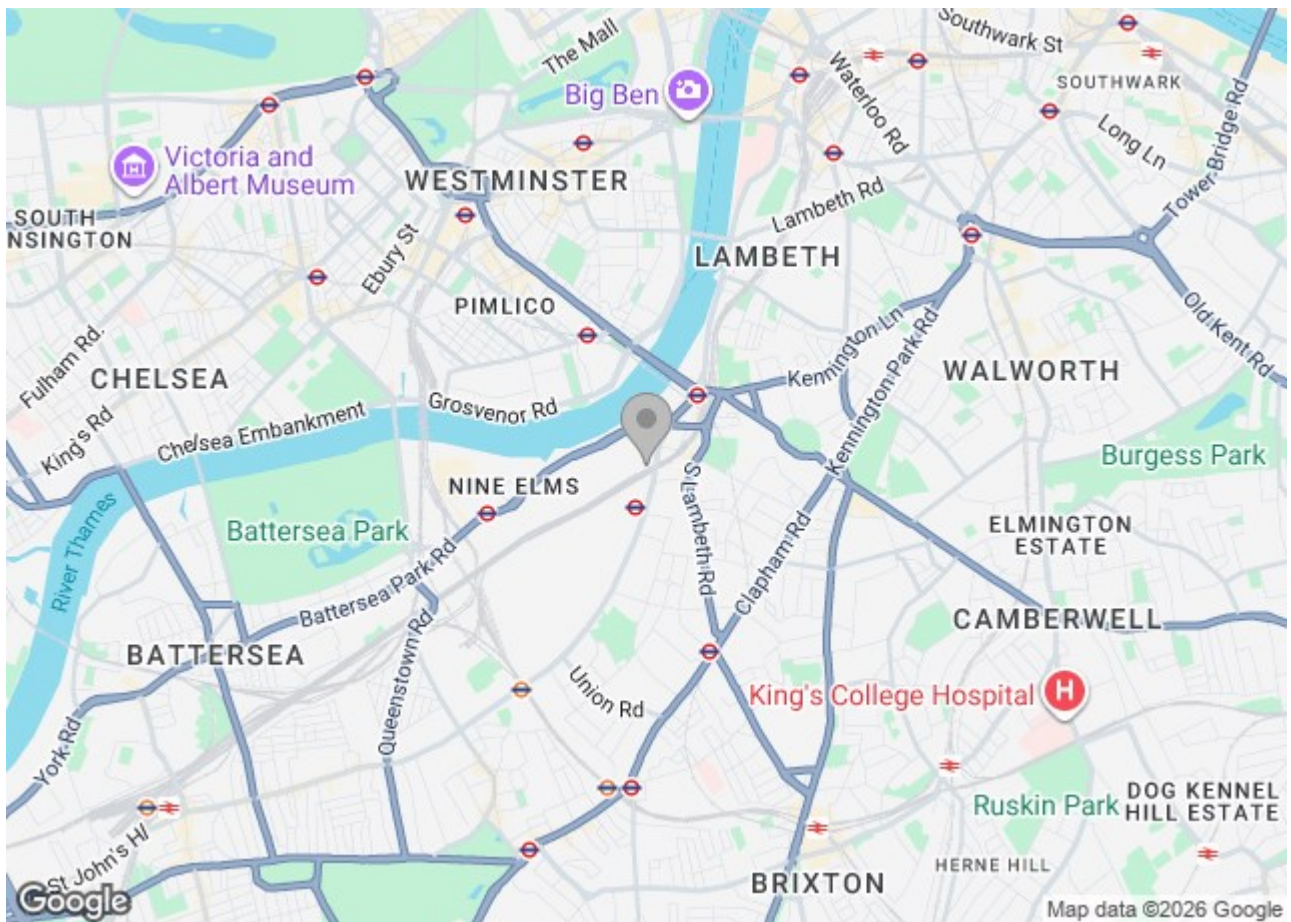 Southwark St
The Mall
Waterloo Rd
SOUTHWARK
Big Ben
Long Ln
Tower Bridge Rd
Victoria and
Albert Museum
WESTMINSTER
Lambeth Rd
SOUTH
NSINGTON
Ebury St
LAMBETH
PIMLICO
Kennington Ln
Old Kent Rd
Fulham Rd.
CHELSEA
Kennington Park Rd
WALWORTH
Grosvenor Rd
King's Rd
Chelsea Embankment
Burgess Park
NINE ELMS
S Lambeth Rd
River Thames
Battersea Park
Clapham Rd
ELMINGTON
ESTATE
Battersea Park Rd
CAMBERWELL
BATTERSEA
Queenstown Rd
Union Rd
King's College Hospital
H
York Rd
Ruskin Park
DOG KENNEL
HILL ESTATE
St John's Hl
HERNE HILL
BRIXTON
Google
Map data ©2026 Google